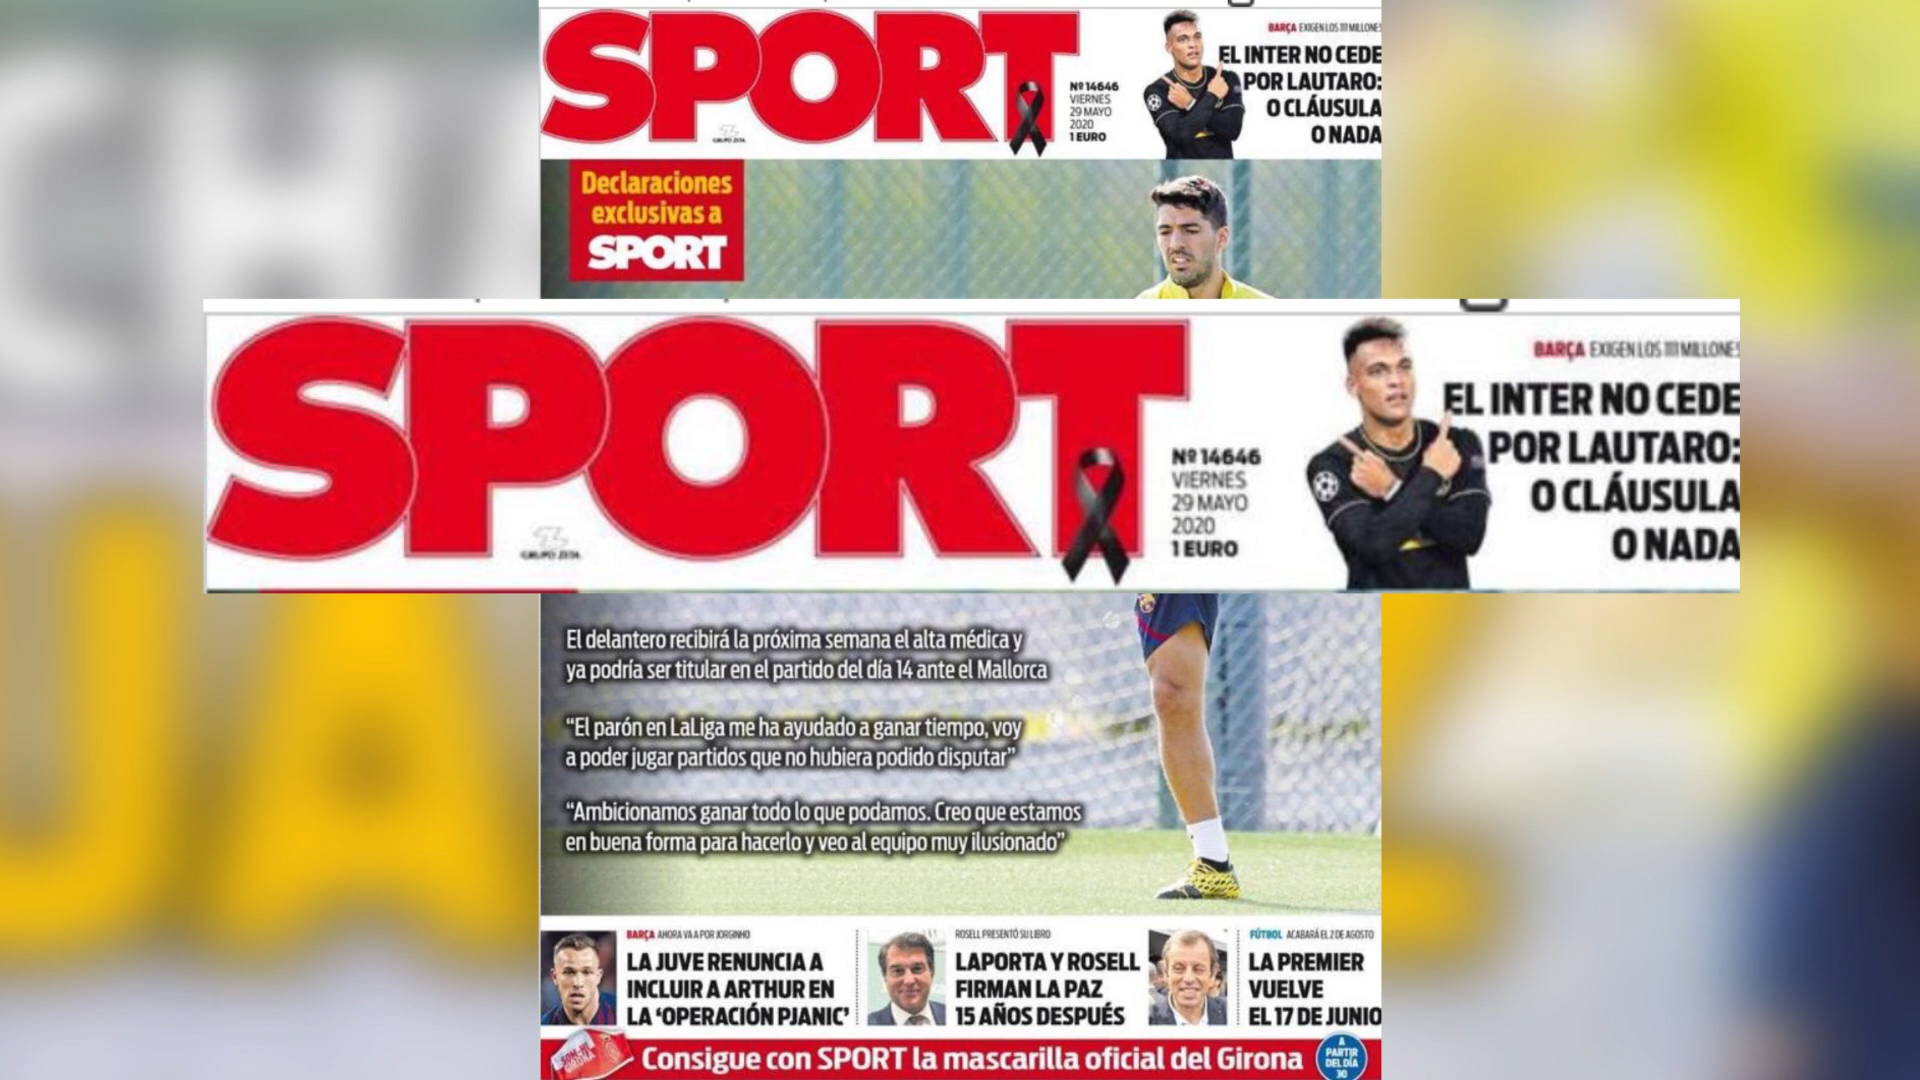 SPORT
GRUPO ZETA
Nº 14646
VIERNES
29 MAYO
2020
1 EURO
BARÇA EXIGEN LOS 111 MILLONES
EL INTER NO CEDE
POR LAUTARO:
O CLÁUSULA
O NADA
Declaraciones
exclusivas a
SPORT
SPORT
GRUPO ZETA
Nº 14646
VIERNES
29 MAYO
2020
1 EURO
BARÇA EXIGEN LOS 111 MILLONES
EL INTER NO CEDE
POR LAUTARO:
O CLÁUSULA
O NADA
El delantero recibirá la próxima semana el alta médica y
ya podría ser titular en el partido del día 14 ante el Mallorca
“El parón en LaLiga me ha ayudado a ganar tiempo, voy
a poder jugar partidos que no hubiera podido disputar”
“Ambicionamos ganar todo lo que podamos. Creo que estamos
en buena forma para hacerlo y veo al equipo muy ilusionado”
BARÇA AHORA VA A POR JORGINHO
LA JUVE RENUNCIA A
INCLUIR A ARTHUR EN
LA ‘OPERACIÓN PJANIC’
ROSELL PRESENTÓ SU LIBRO
LAPORTA Y ROSELL
FIRMAN LA PAZ
15 AÑOS DESPUÉS
FÚTBOL ACABARÁ EL 2 DE AGOSTO
LA PREMIER
VUELVE
EL 17 DE JUNIO
SOM-HI
GIRONA
Consigue con SPORT la mascarilla oficial del Girona
A
PARTIR
DEL DÍA
30